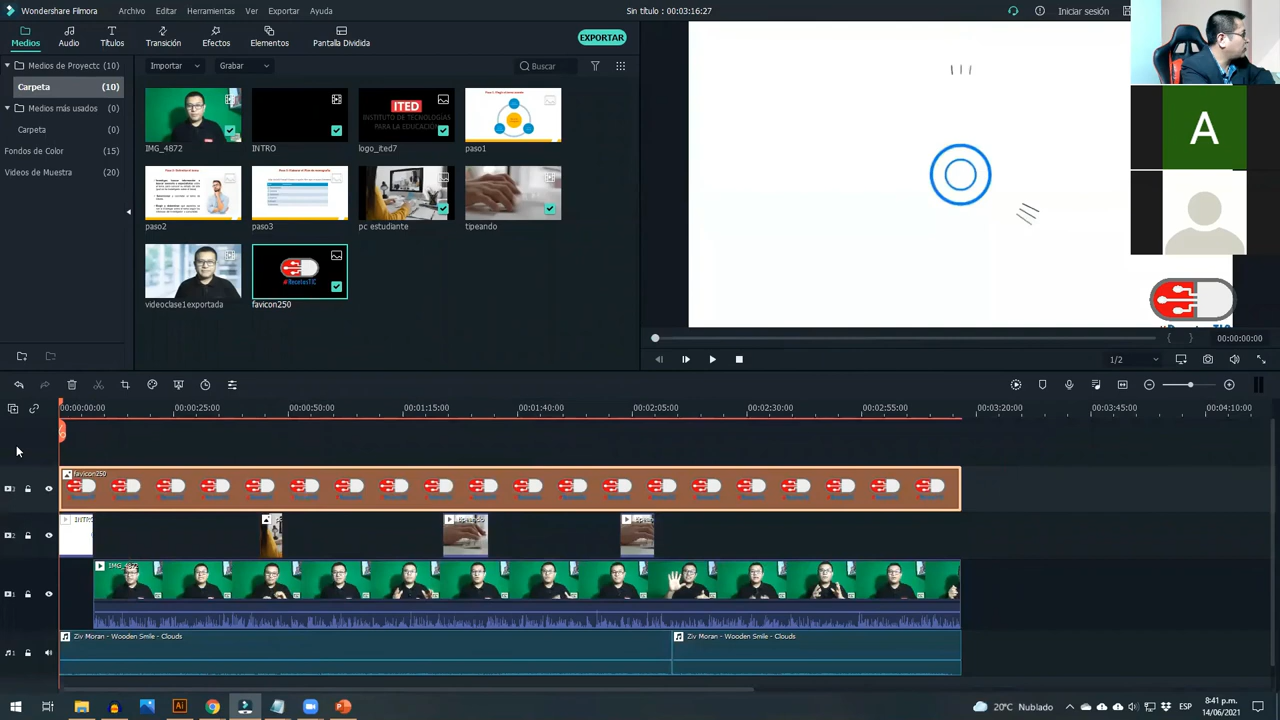 Wondershare Filmora
Archivo
Editar
Herramientas
Ver
Exportar
Ayuda
Sin título : 00:03:16:27
Iniciar sesión
Medios
Audio
Títulos
Transición
Efectos
Elementos
Pantalla Dividida
EXPORTAR
Medios de Proyectc (10)
Importar
Grabar
Buscar
Carpeta (10)
Medios más usados (0)
Carpeta (0)
Fondos de Color (15)
Videos de Muestra (20)
ITED
INSTITUTO DE TECNOLOGÍAS
PARA LA EDUCACIÓN
IMG_4872
INTRO
logo_ited7
paso1
paso2
paso3
pc estudiante
tipeando
videoclase1exportada
favicon250
A
00:00:00:00
1/2
00:00:00:00
00:00:25:00
00:00:50:00
00:01:15:00
00:01:40:00
00:02:05:00
00:02:30:00
00:02:55:00
00:03:20:00
00:03:45:00
00:04:10:00
favicon250
3
INTRO
2
IMG_4872
1
Ziv Moran - Wooden Smile - Clouds
Ziv Moran - Wooden Smile - Clouds
1
20°C Nublado
ESP
8:41 p.m.
14/06/2021